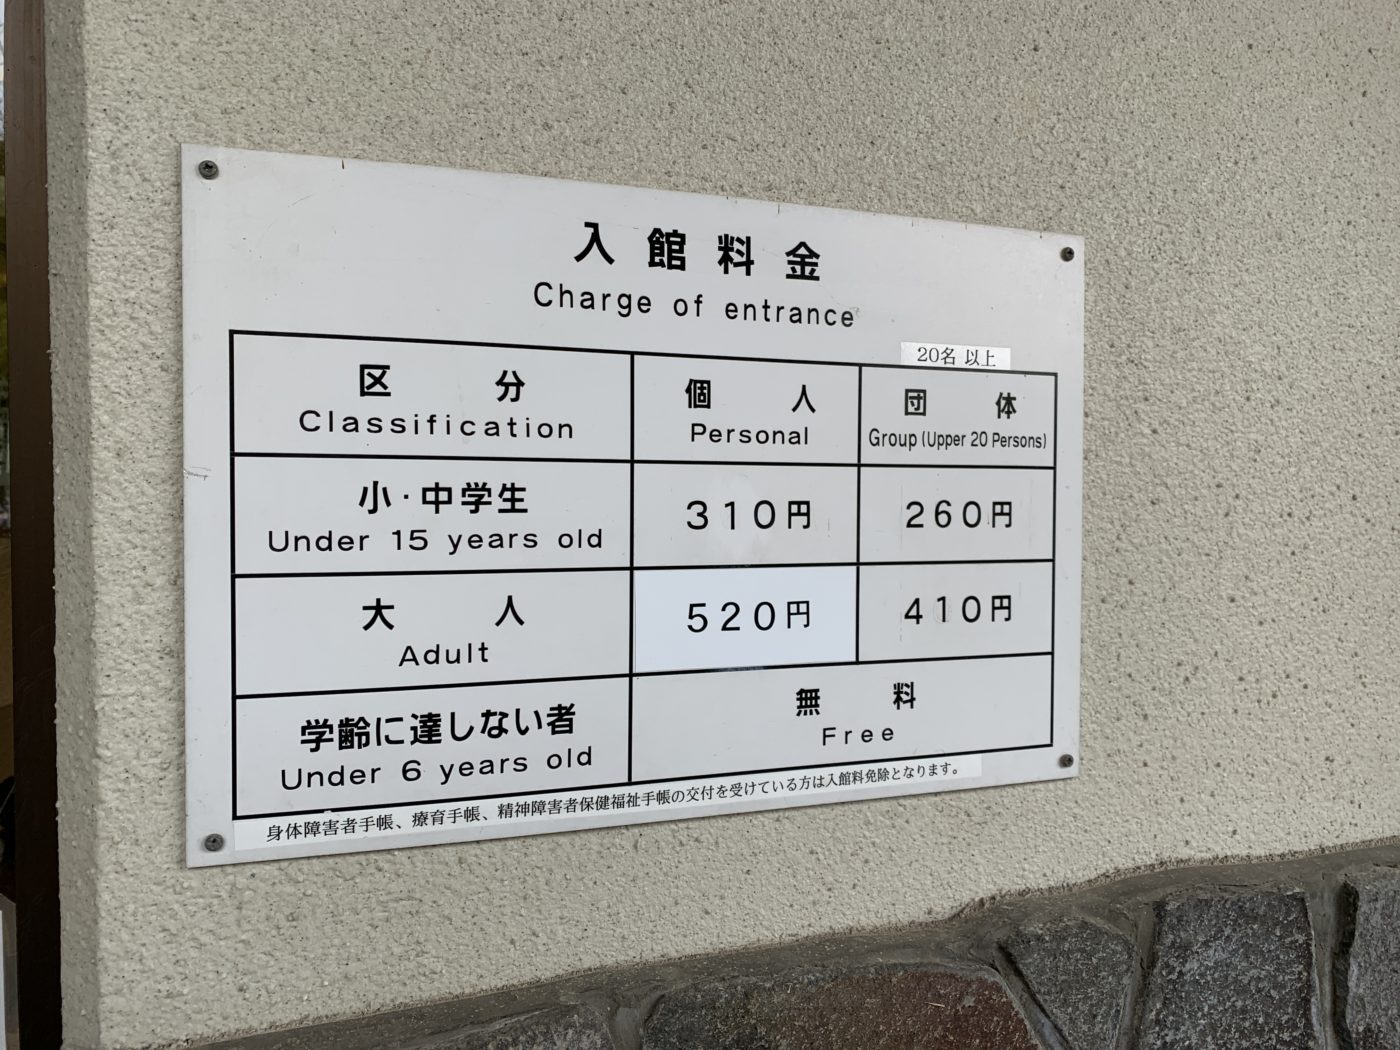 入館料金
Charge of entrance
20名 以上
区分 個人 団体
Classification Personal Group (Upper 20 Persons)
小・中学生 310円 260円
Under 15 years old
大人 520円 410円
Adult
学齢に達しない者 無料
Under 6 years old Free
身体障害者手帳、療育手帳、精神障害者保健福祉手帳の交付を受けている方は入館料免除となります。